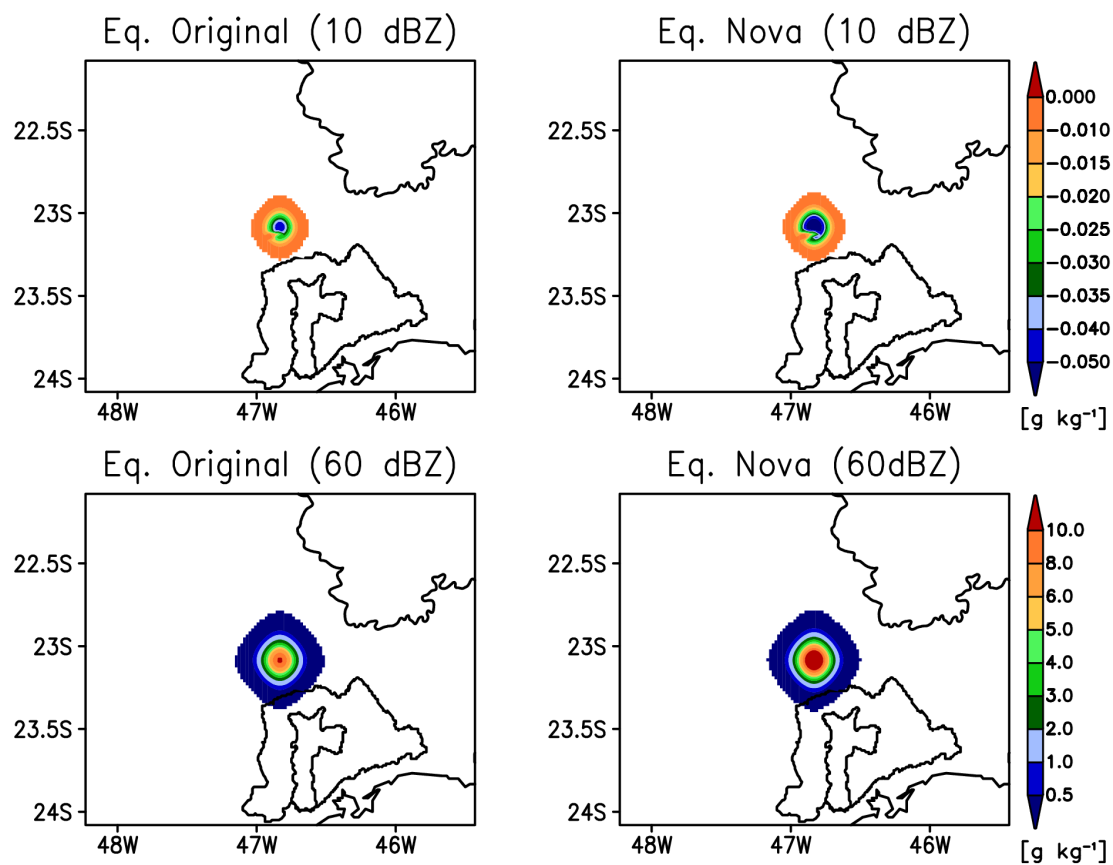 Eq. Original (10 dBZ)
Eq. Nova (10 dBZ)
22.5S
23S
23.5S
24S
48W
47W
46W
22.5S
23S
23.5S
24S
48W
47W
46W
0.000
−0.010
−0.015
−0.020
−0.025
−0.030
−0.035
−0.040
−0.050
[g kg⁻¹]
Eq. Original (60 dBZ)
Eq. Nova (60dBZ)
22.5S
23S
23.5S
24S
48W
47W
46W
22.5S
23S
23.5S
24S
48W
47W
46W
10.0
8.0
6.0
5.0
4.0
3.0
2.0
1.0
0.5
[g kg⁻¹]